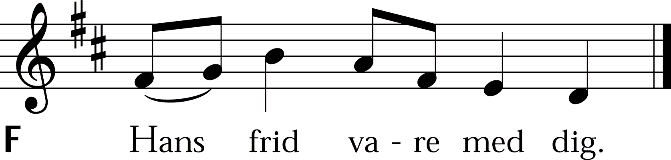 F Hans frid va - re med dig.